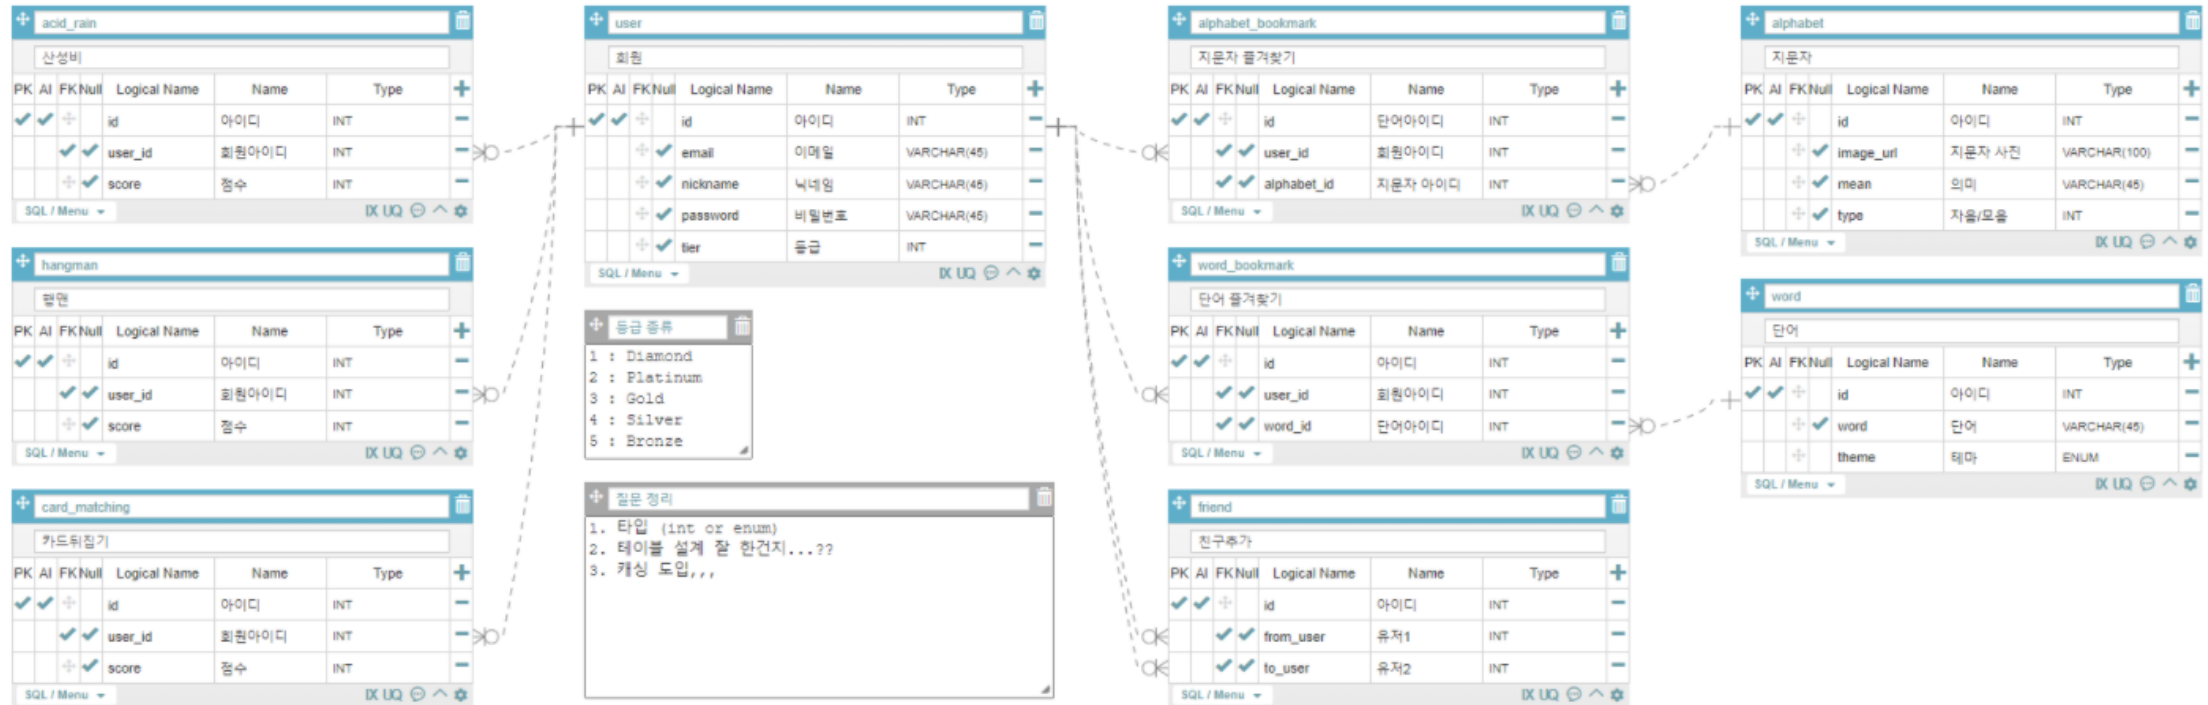 acid_rain
산성비
PK AI FK Null Logical Name Name Type
id 아이디 INT
user_id 회원아이디 INT
score 점수 INT
SQL / Menu IX UQ
hangman
행맨
PK AI FK Null Logical Name Name Type
id 아이디 INT
user_id 회원아이디 INT
score 점수 INT
SQL / Menu IX UQ
card_matching
카드뒤집기
PK AI FK Null Logical Name Name Type
id 아이디 INT
user_id 회원아이디 INT
score 점수 INT
SQL / Menu IX UQ
user
회원
PK AI FK Null Logical Name Name Type
id 아이디 INT
email 이메일 VARCHAR(45)
nickname 닉네임 VARCHAR(45)
password 비밀번호 VARCHAR(45)
tier 등급 INT
SQL / Menu IX UQ
등급 종류
1 : Diamond
2 : Platinum
3 : Gold
4 : Silver
5 : Bronze
질문 정리
1. 타입 (int or enum)
2. 테이블 설계 잘 한건지...??
3. 캐싱 도입,,,
alphabet_bookmark
지문자 즐겨찾기
PK AI FK Null Logical Name Name Type
id 단어아이디 INT
user_id 회원아이디 INT
alphabet_id 지문자 아이디 INT
SQL / Menu IX UQ
word_bookmark
단어 즐겨찾기
PK AI FK Null Logical Name Name Type
id 아이디 INT
user_id 회원아이디 INT
word_id 단어아이디 INT
SQL / Menu IX UQ
friend
친구추가
PK AI FK Null Logical Name Name Type
id 아이디 INT
from_user 유저1 INT
to_user 유저2 INT
SQL / Menu IX UQ
alphabet
지문자
PK AI FK Null Logical Name Name Type
id 아이디 INT
image_url 지문자 사진 VARCHAR(100)
mean 의미 VARCHAR(45)
type 자음/모음 INT
SQL / Menu IX UQ
word
단어
PK AI FK Null Logical Name Name Type
id 아이디 INT
word 단어 VARCHAR(45)
theme 테마 ENUM
SQL / Menu IX UQ